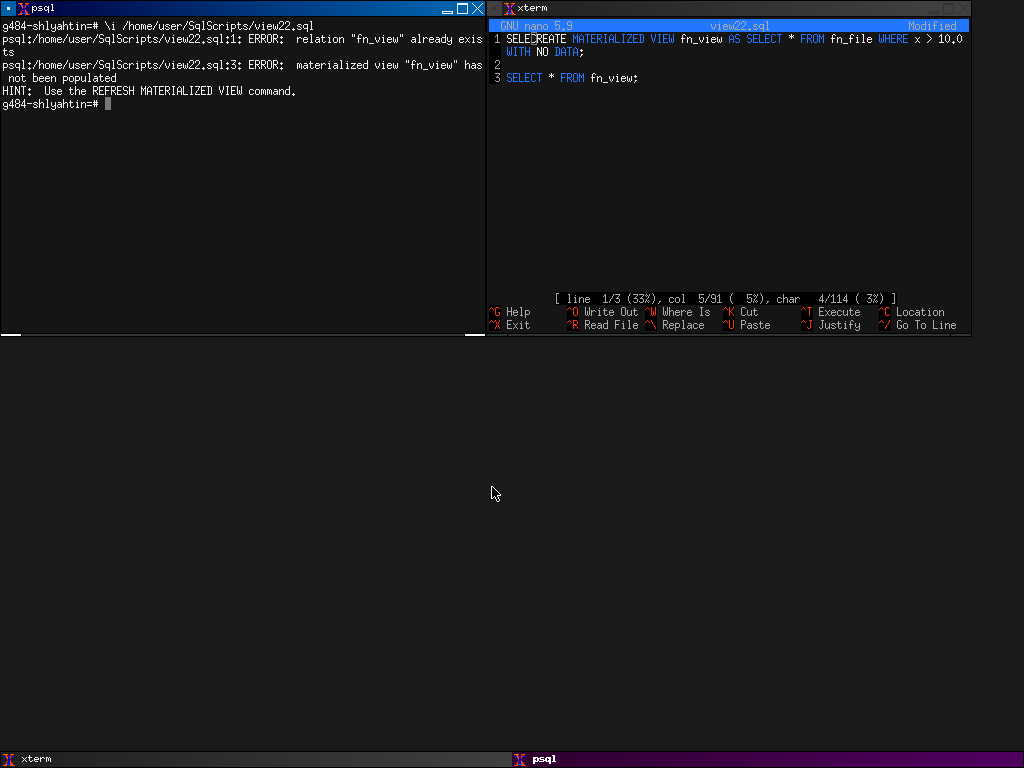 psql
g484-shlyahtin=# \i /home/user/SqlScripts/view22.sql
psql:/home/user/SqlScripts/view22.sql:1: ERROR:  relation "fn_view" already exis
ts
psql:/home/user/SqlScripts/view22.sql:3: ERROR:  materialized view "fn_view" has
 not been populated
HINT:  Use the REFRESH MATERIALIZED VIEW command.
g484-shlyahtin=#
xterm
GNU nano 5.9 view22.sql Modified
1 SELECREATE MATERIALIZED VIEW fn_view AS SELECT * FROM fn_file WHERE x > 10.0
WITH NO DATA;
2
3 SELECT * FROM fn_view;
[ line  1/3 (33%), col  5/91 (  5%), char   4/114 ( 3%) ]
^G Help ^O Write Out ^W Where Is ^K Cut ^T Execute ^C Location
^X Exit ^R Read File ^\ Replace ^U Paste ^J Justify ^/ Go To Line
xterm
psql